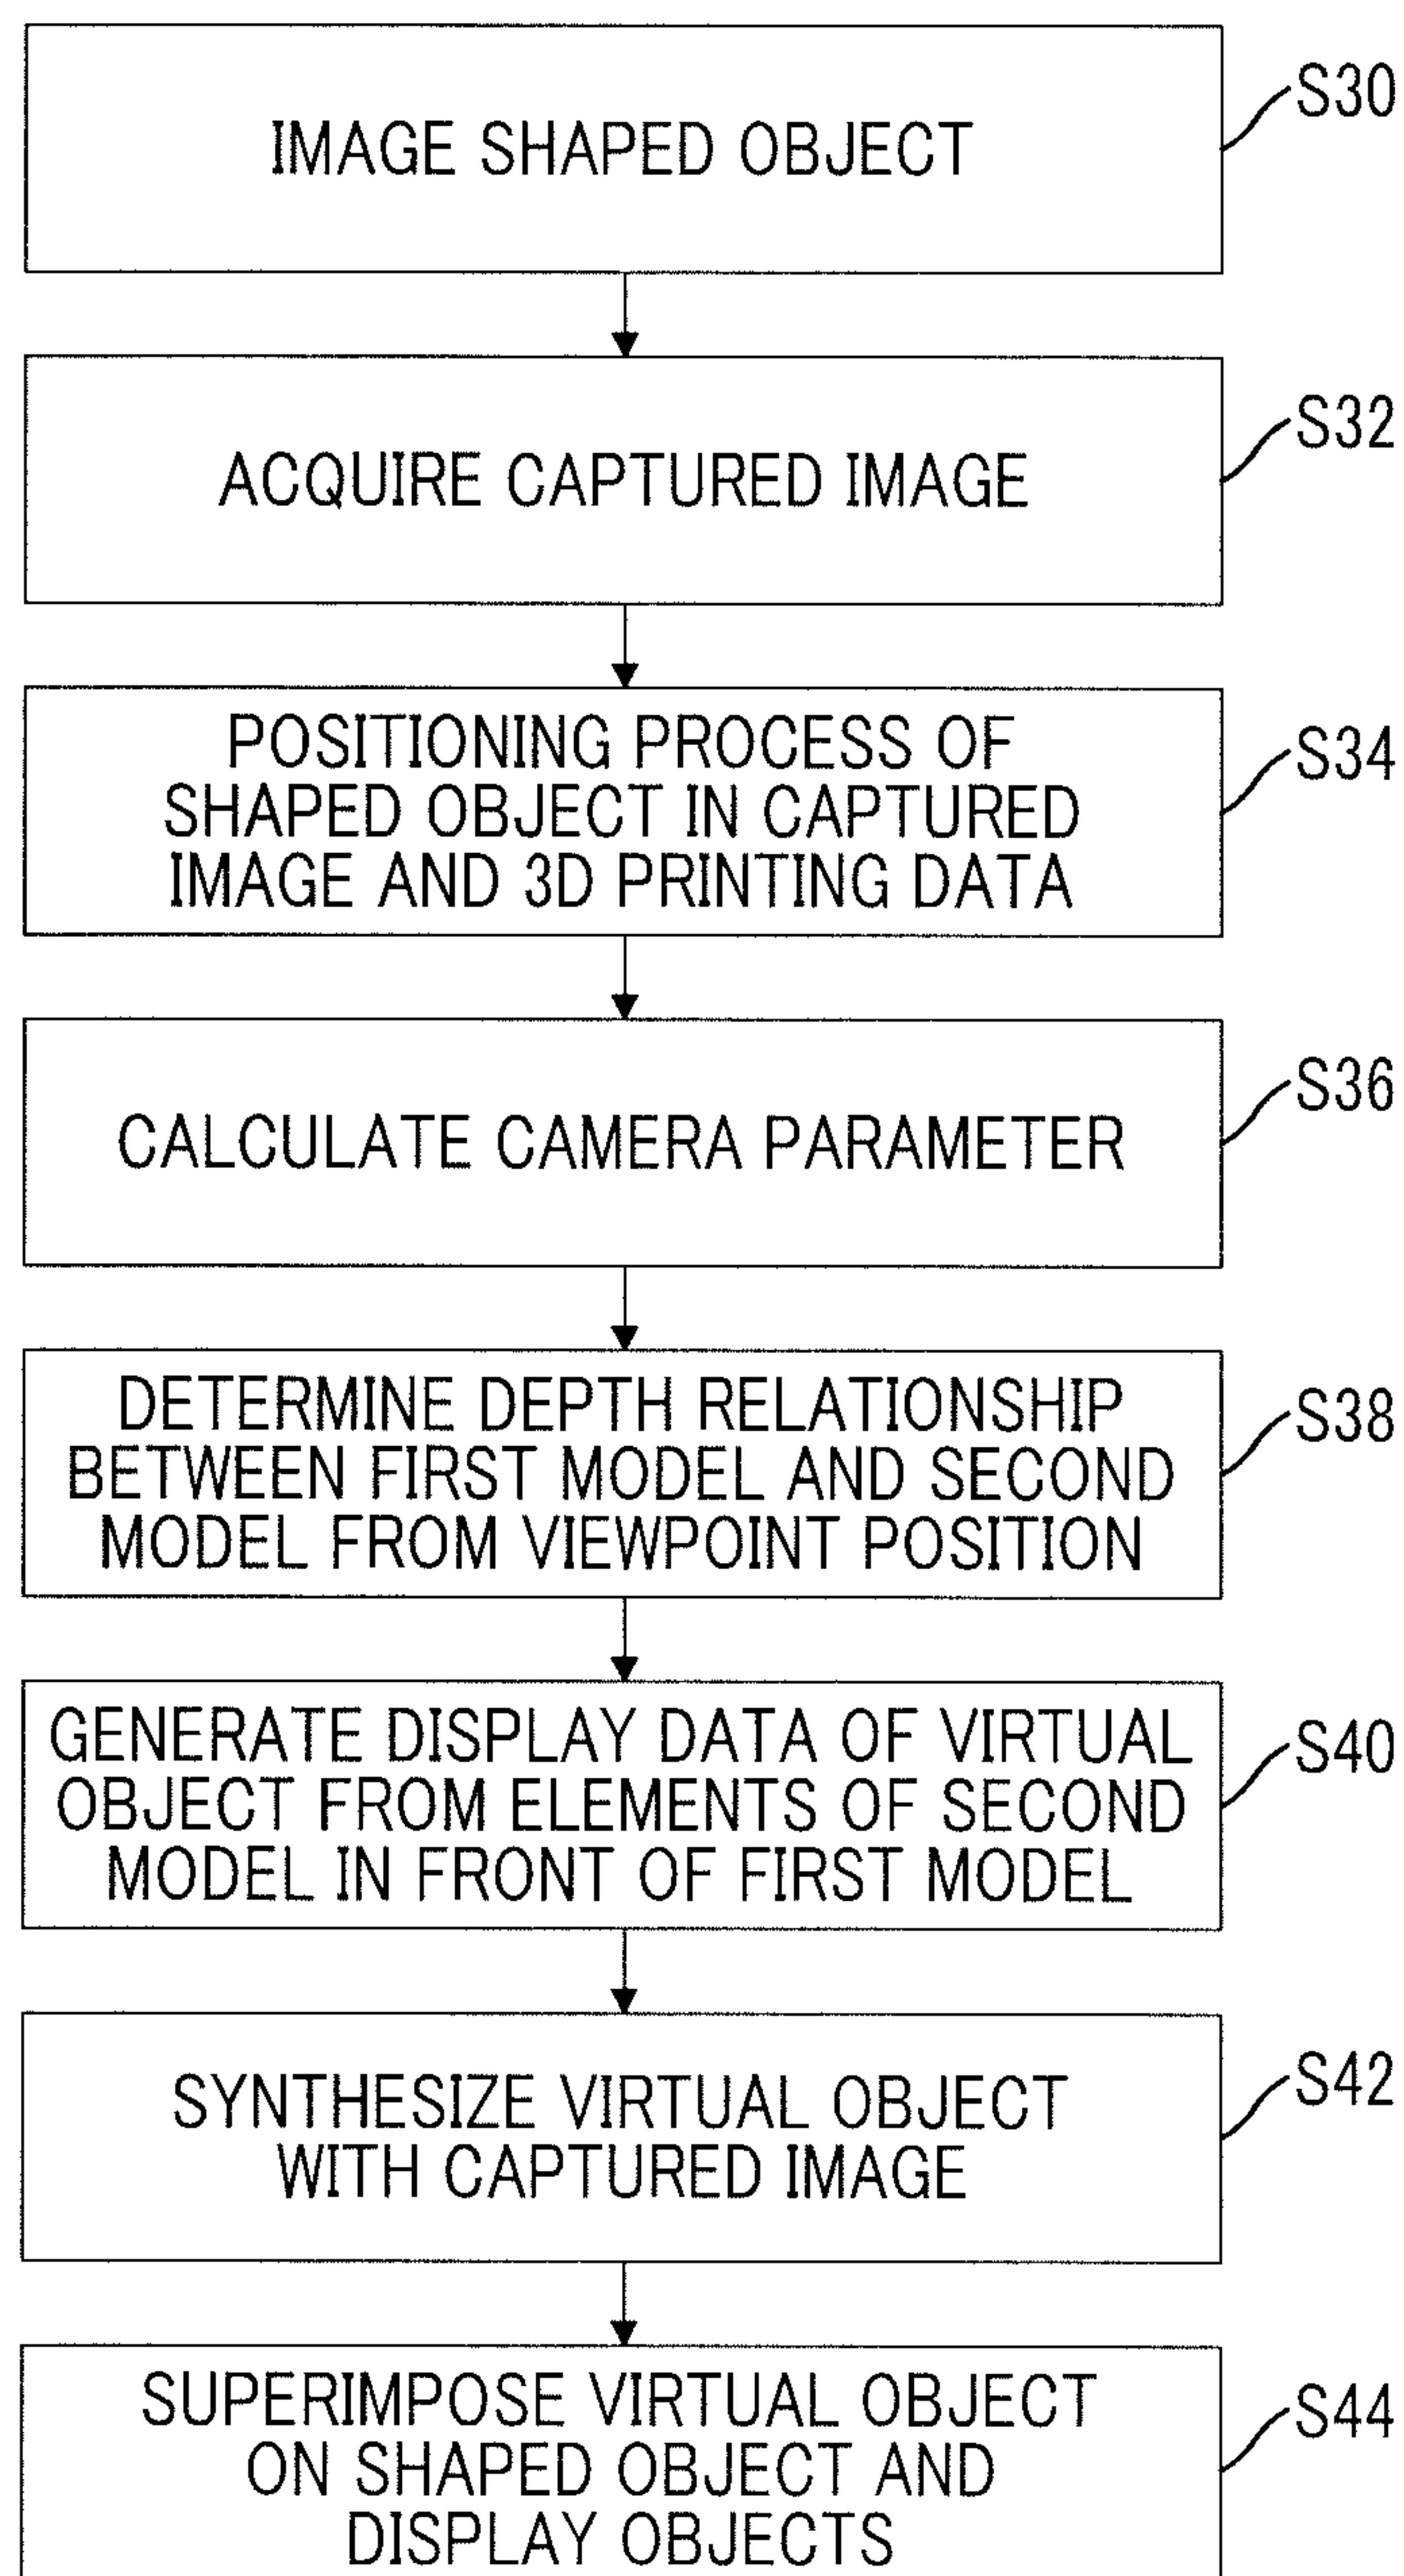 IMAGE SHAPED OBJECT
S30
ACQUIRE CAPTURED IMAGE
S32
POSITIONING PROCESS OF
SHAPED OBJECT IN CAPTURED
IMAGE AND 3D PRINTING DATA
S34
CALCULATE CAMERA PARAMETER
S36
DETERMINE DEPTH RELATIONSHIP
BETWEEN FIRST MODEL AND SECOND
MODEL FROM VIEWPOINT POSITION
S38
GENERATE DISPLAY DATA OF VIRTUAL
OBJECT FROM ELEMENTS OF SECOND
MODEL IN FRONT OF FIRST MODEL
S40
SYNTHESIZE VIRTUAL OBJECT
WITH CAPTURED IMAGE
S42
SUPERIMPOSE VIRTUAL OBJECT
ON SHAPED OBJECT AND
DISPLAY OBJECTS
S44